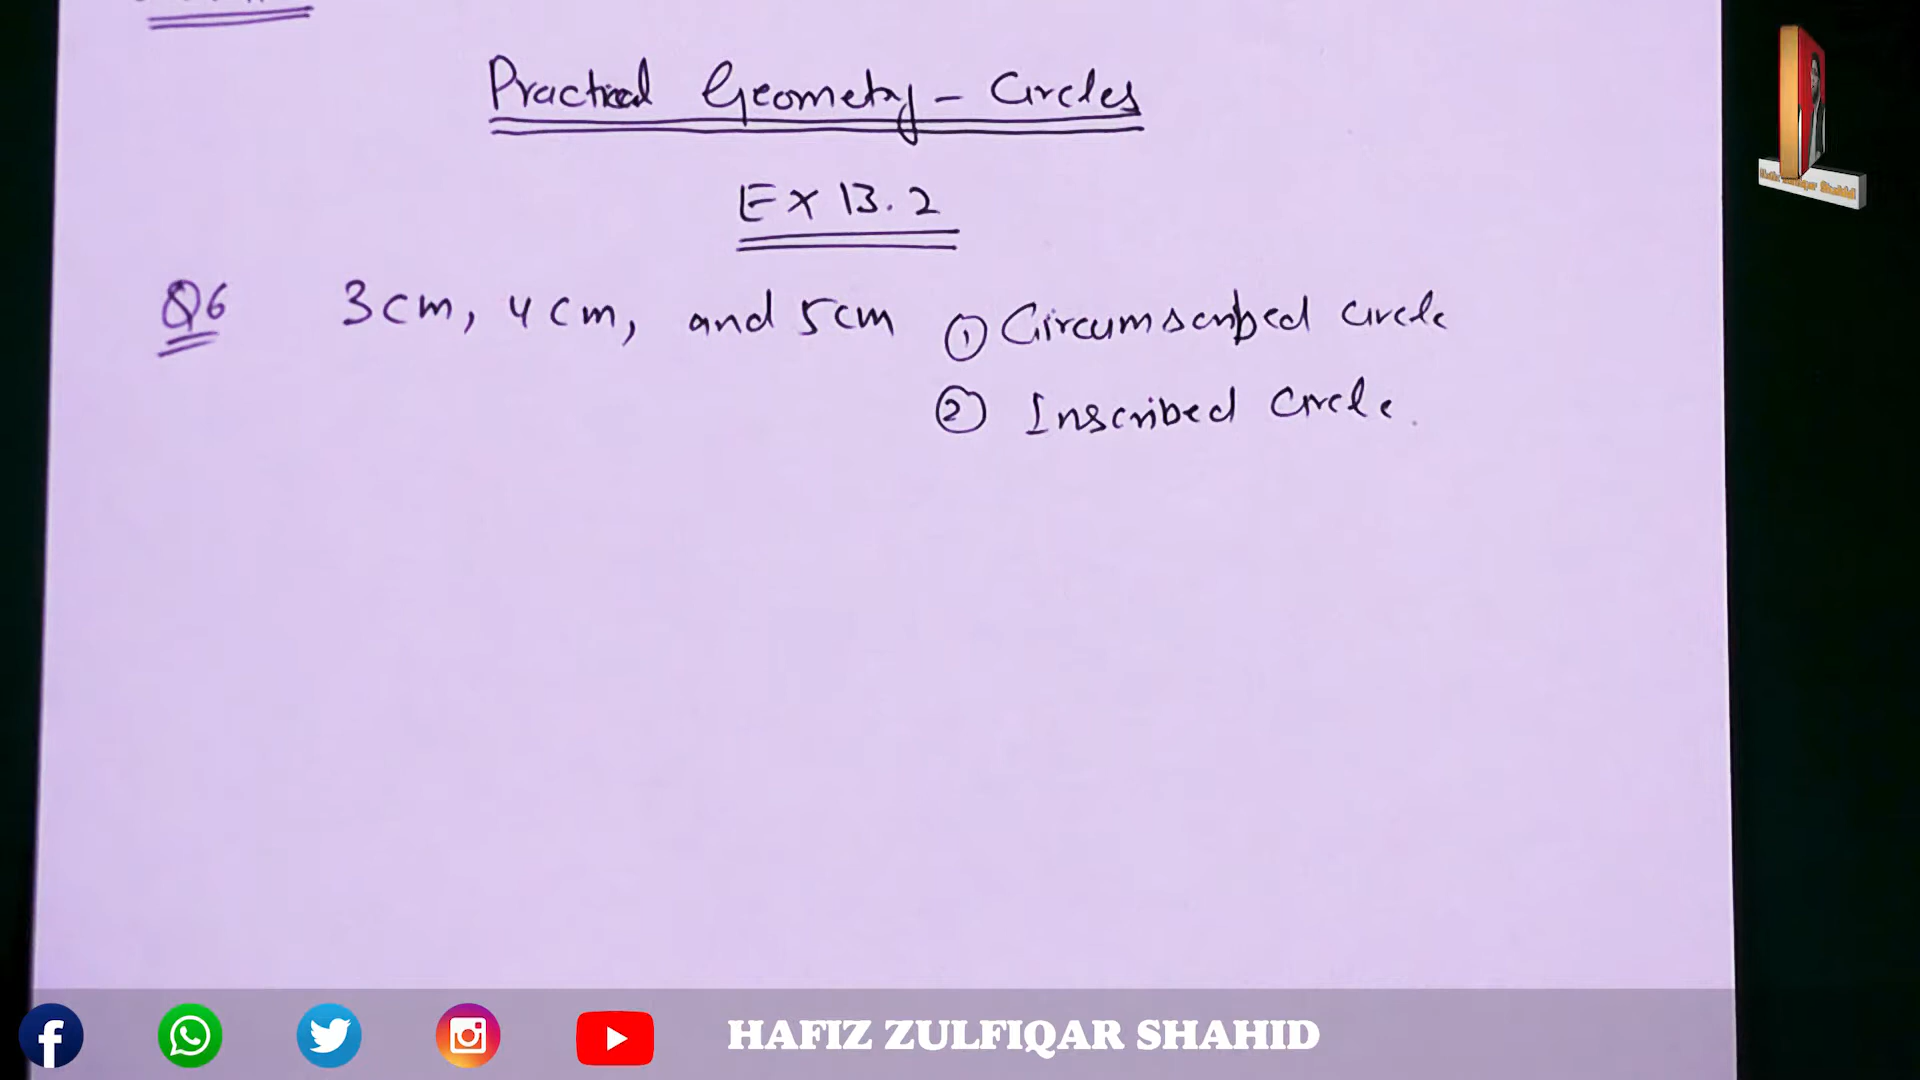 Practical Geometry - Circles
Ex 13.2
Q6 3cm, 4cm, and 5cm ① Circumscribed circle
② Inscribed Circle.
HAFIZ ZULFIQAR SHAHID